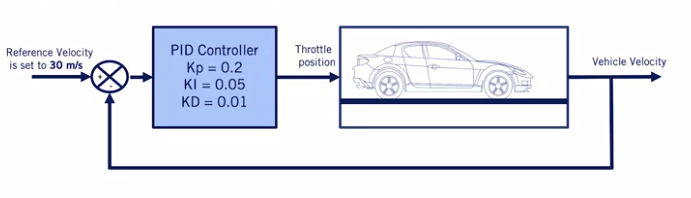 Reference Velocity
is set to 30 m/s
+
-
PID Controller
Kp = 0.2
KI = 0.05
KD = 0.01
Throttle
position
Vehicle Velocity